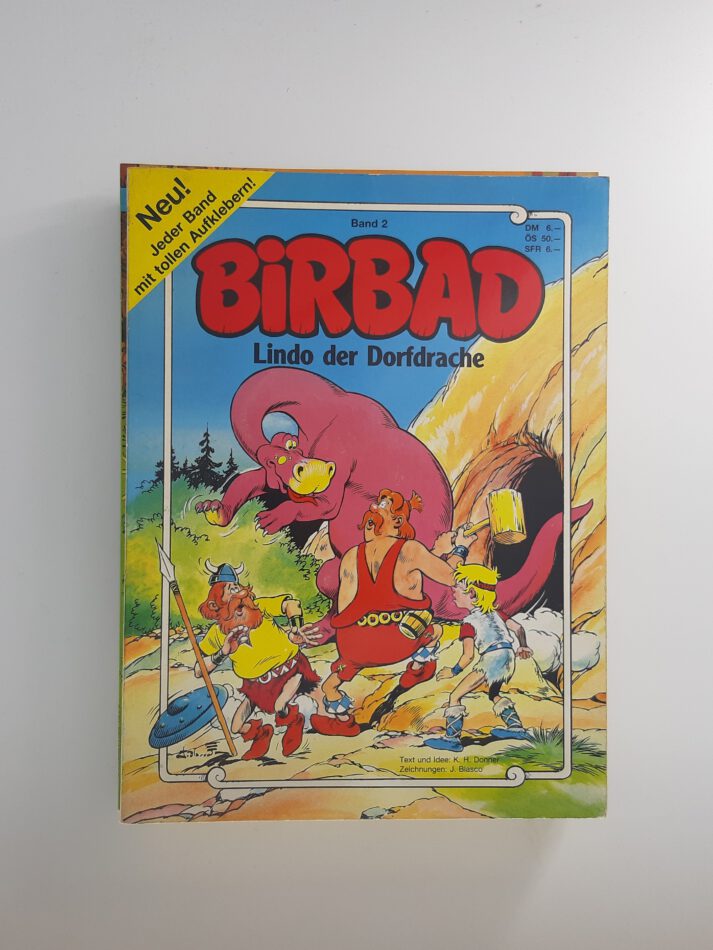 Neu!
Jeder Band
mit tollen Aufklebern!
Band 2
DM 6.–
ÖS 50.–
SFR 6.–
BiRBAD
Lindo der Dorfdrache
Text und Idee: K. H. Donner
Zeichnungen: J. Blasco